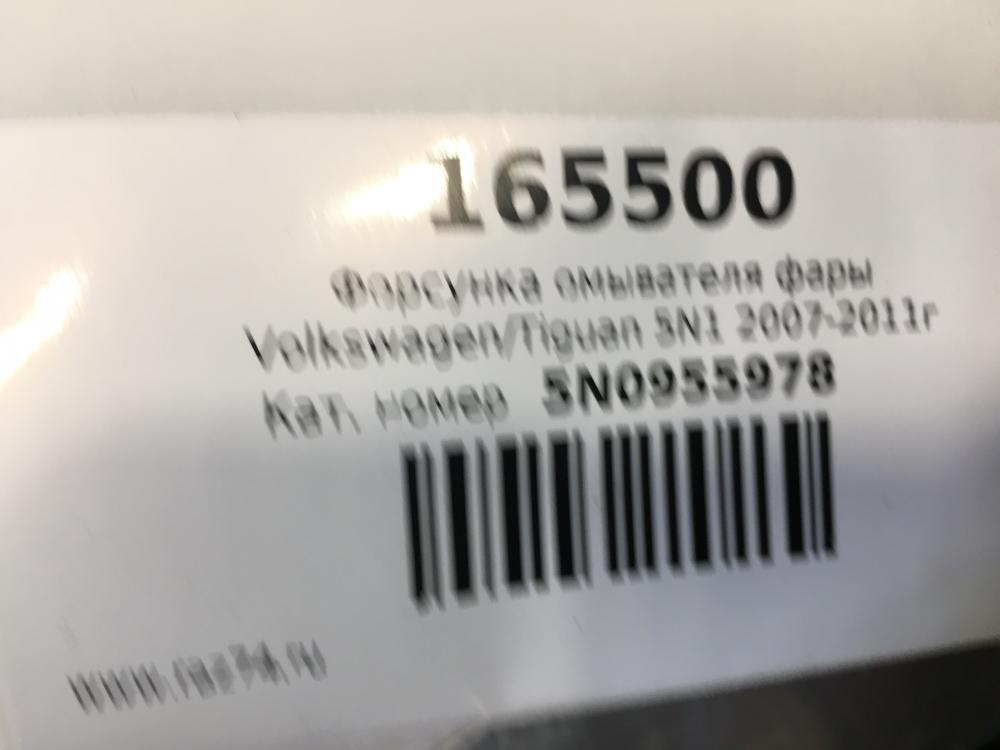 165500
Форсунка омывателя фары
Volkswagen/Tiguan 5N1 2007-2011г
Кат. номер 5N0955978